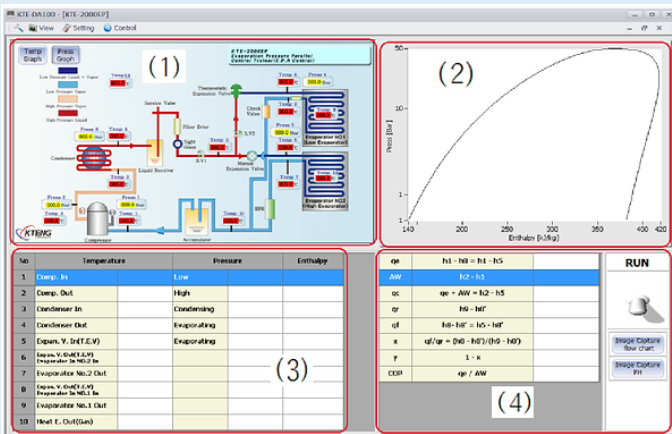 KTE-DA100 - [KTE-2000EP]
View Setting Control
Temp Graph
Press Graph
(1)
KTE-2000EP
Evaporation Pressure Parallel
Control Trainer(E.P.R Control)
Low Pressure Liquid + Vapor
Low Pressure Vapor
High Pressure Vapor
High Pressure Liquid
Thermostatic
Expansion Valve
Service Valve
Filter Drier
Sight
Glass
Check
Valve
Manual
Expansion Valve
Evaporator NO1
(Low Evaporator)
Evaporator NO2
(High Evaporator)
Condenser
Liquid Receiver
EPR
Compressor
Accumulator
KTENG
(2)
Press [Bar]
50
10
1
1
140
200
250
300
350
400
420
Enthalpy [kJ/kg]
No Temperature Pressure Enthalpy
1 Comp. In Low
2 Comp. Out High
3 Condenser In Condensing
4 Condenser Out Evaporating
5 Expan. V. In(T.E.V) Evaporating
6 Expan. V. Out(T.E.V)
Evaporator In NO.2 In
7 Evaporator No.2 Out
8 Expan. V. Out(T.E.V)
Evaporator In NO.1 In
9 Evaporator No.1 Out
10 Heat E. Out(Gas)
(3)
qe h1 - h8 = h1 - h5
AW h2 - h1
qc qe + AW = h2 - h5
qr h9 - h8'
qf h8- h8' = h5 - h8'
x qf/qr = (h8 - h8')/(h9 - h8')
y 1 - x
COP qe / AW
(4)
RUN
Image Capture
flow chart
Image Capture
PH